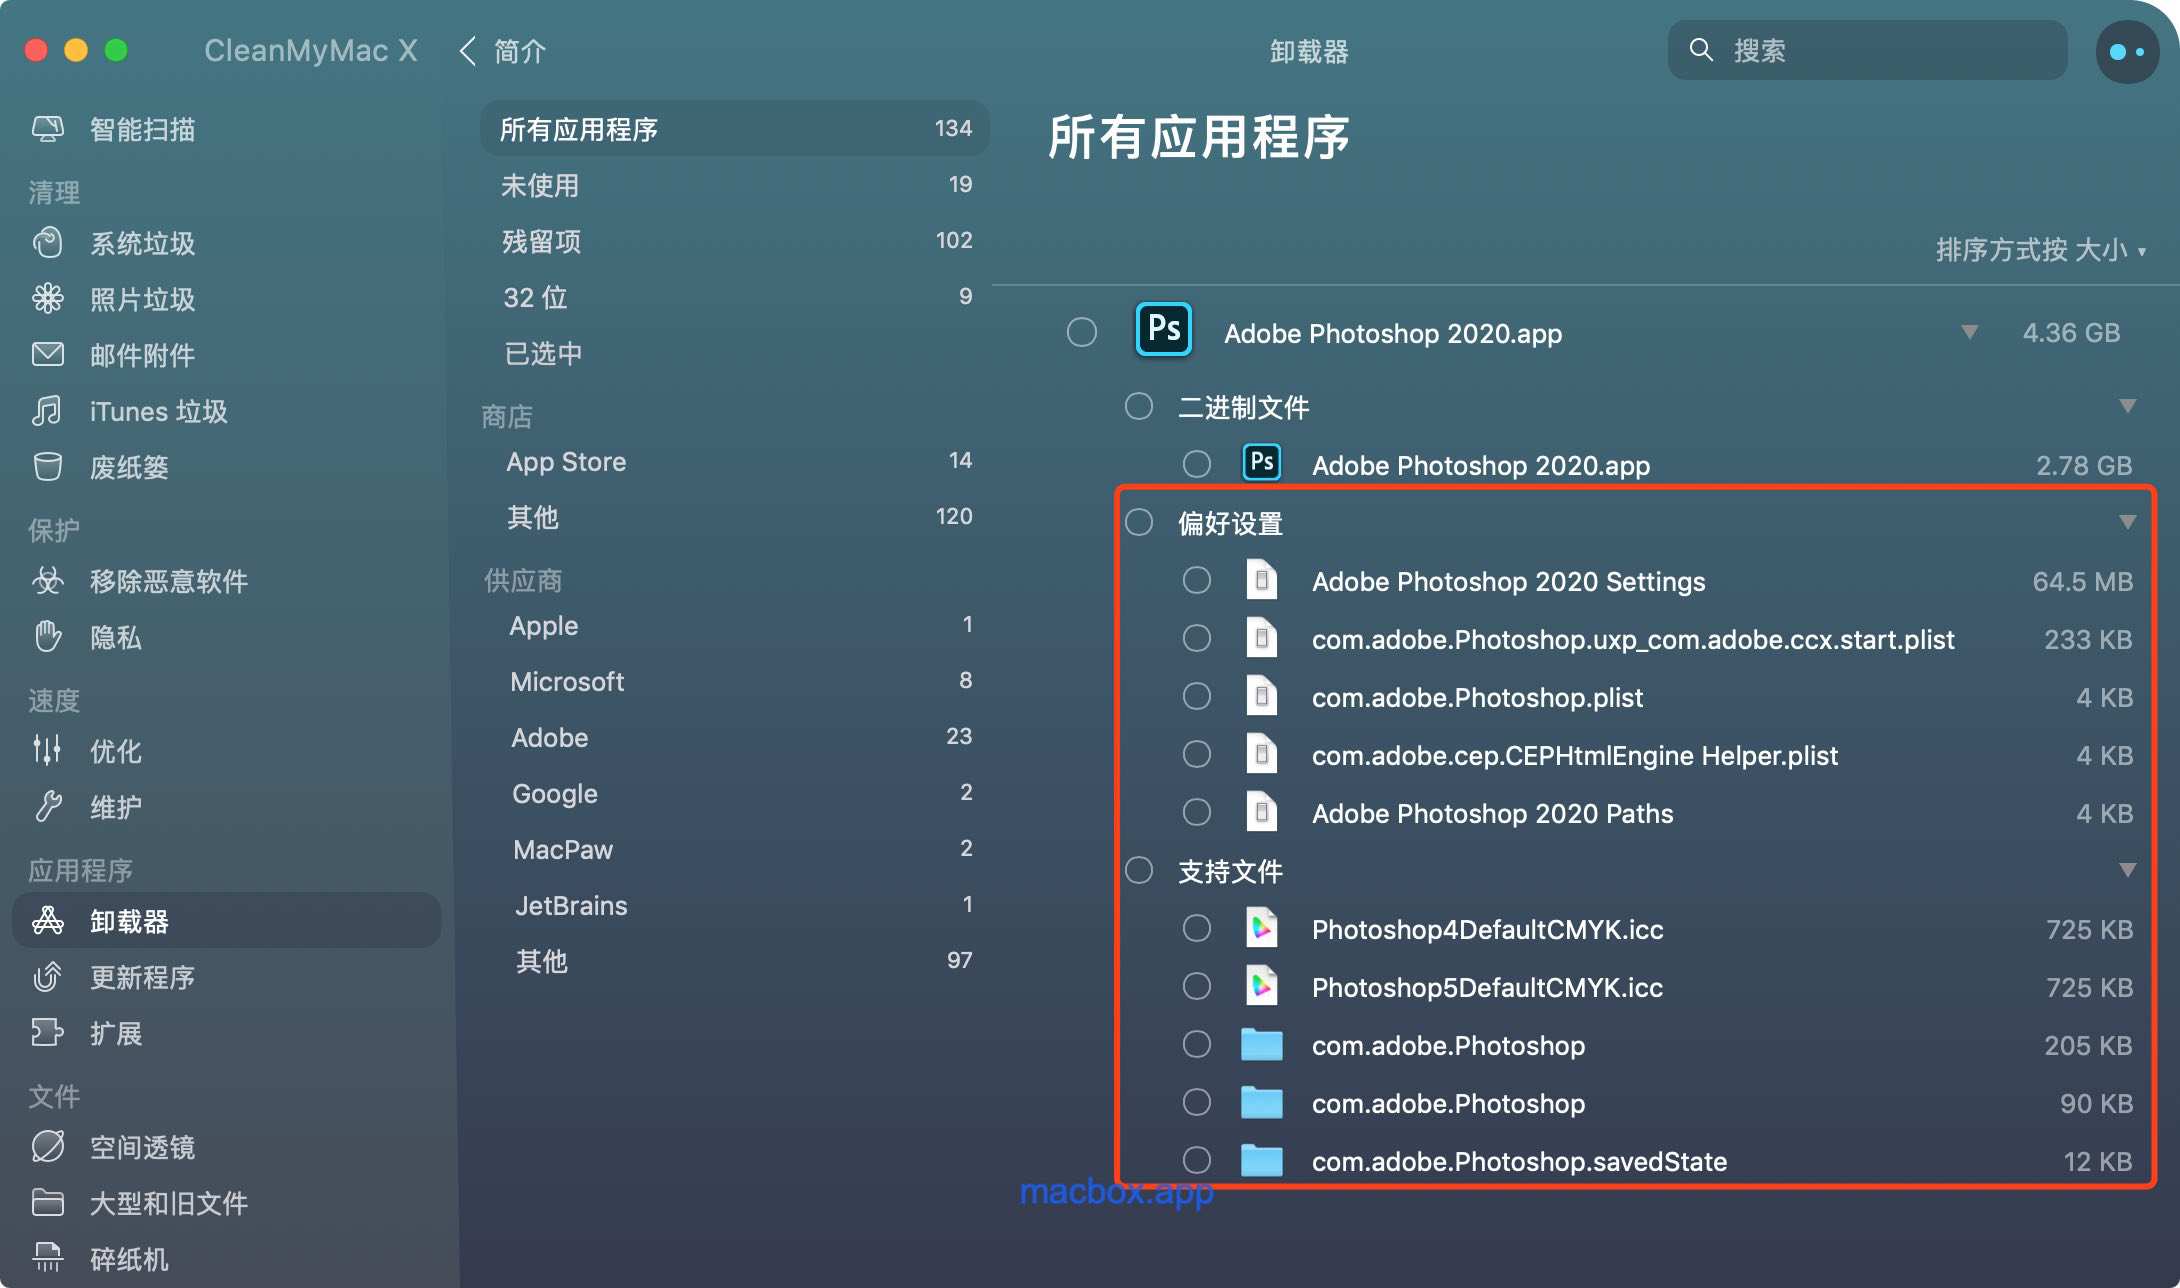 CleanMyMac X
简介
卸载器
搜索
智能扫描
清理
系统垃圾
照片垃圾
邮件附件
iTunes 垃圾
废纸篓
保护
移除恶意软件
隐私
速度
优化
维护
应用程序
卸载器
更新程序
扩展
文件
空间透镜
大型和旧文件
碎纸机
所有应用程序 134
未使用 19
残留项 102
32 位 9
已选中
商店
App Store 14
其他 120
供应商
Apple 1
Microsoft 8
Adobe 23
Google 2
MacPaw 2
JetBrains 1
其他 97
所有应用程序
排序方式按 大小
Ps Adobe Photoshop 2020.app 4.36 GB
二进制文件
Ps Adobe Photoshop 2020.app 2.78 GB
偏好设置
Adobe Photoshop 2020 Settings 64.5 MB
com.adobe.Photoshop.uxp_com.adobe.ccx.start.plist 233 KB
com.adobe.Photoshop.plist 4 KB
com.adobe.cep.CEPHtmlEngine Helper.plist 4 KB
Adobe Photoshop 2020 Paths 4 KB
支持文件
Photoshop4DefaultCMYK.icc 725 KB
Photoshop5DefaultCMYK.icc 725 KB
com.adobe.Photoshop 205 KB
com.adobe.Photoshop 90 KB
com.adobe.Photoshop.savedState 12 KB
macbox.app